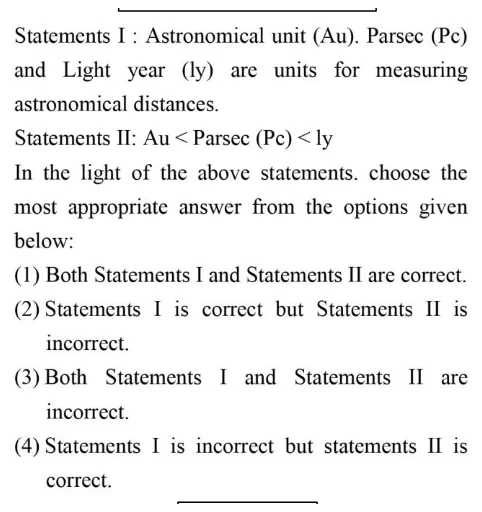 Statements I : Astronomical unit (Au). Parsec (Pc)
and Light year (ly) are units for measuring
astronomical distances.
Statements II: Au < Parsec (Pc) < ly
In the light of the above statements. choose the
most appropriate answer from the options given
below:
(1) Both Statements I and Statements II are correct.
(2) Statements I is correct but Statements II is
incorrect.
(3) Both Statements I and Statements II are
incorrect.
(4) Statements I is incorrect but statements II is
correct.